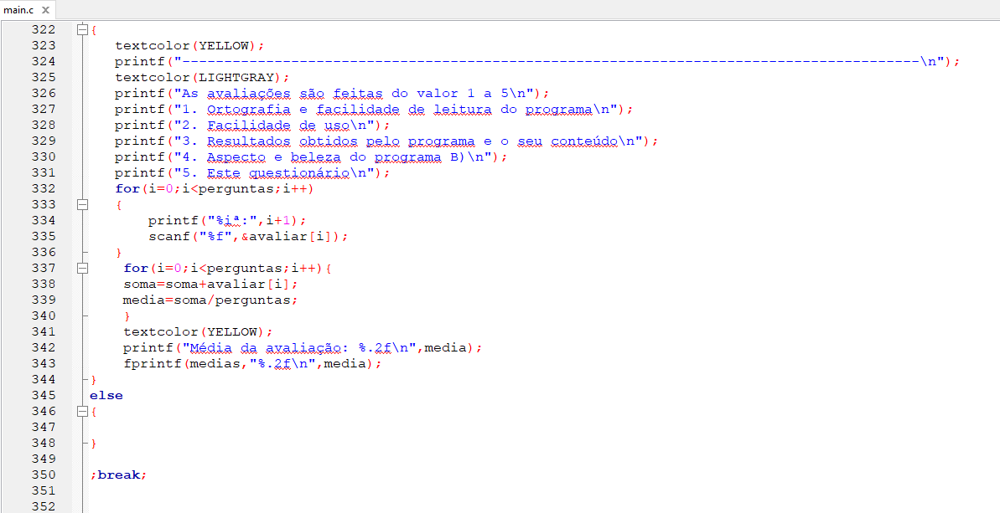 main.c X
322 {
323 textcolor(YELLOW);
324 printf("----------------------------------------------------------------------------------------\n");
325 textcolor(LIGHTGRAY);
326 printf("As avaliações são feitas do valor 1 a 5\n");
327 printf("1. Ortografia e facilidade de leitura do programa\n");
328 printf("2. Facilidade de uso\n");
329 printf("3. Resultados obtidos pelo programa e o seu conteúdo\n");
330 printf("4. Aspecto e beleza do programa B)\n");
331 printf("5. Este questionário\n");
332 for(i=0;i<perguntas;i++)
333 {
334 printf("%iª:",i+1);
335 scanf("%f",&avaliar[i]);
336 }
337 for(i=0;i<perguntas;i++){
338 soma=soma+avaliar[i];
339 media=soma/perguntas;
340 }
341 textcolor(YELLOW);
342 printf("Média da avaliação: %.2f\n",media);
343 fprintf(medias,"%.2f\n",media);
344 }
345 else
346 {
347
348 }
349
350 ;break;
351
352